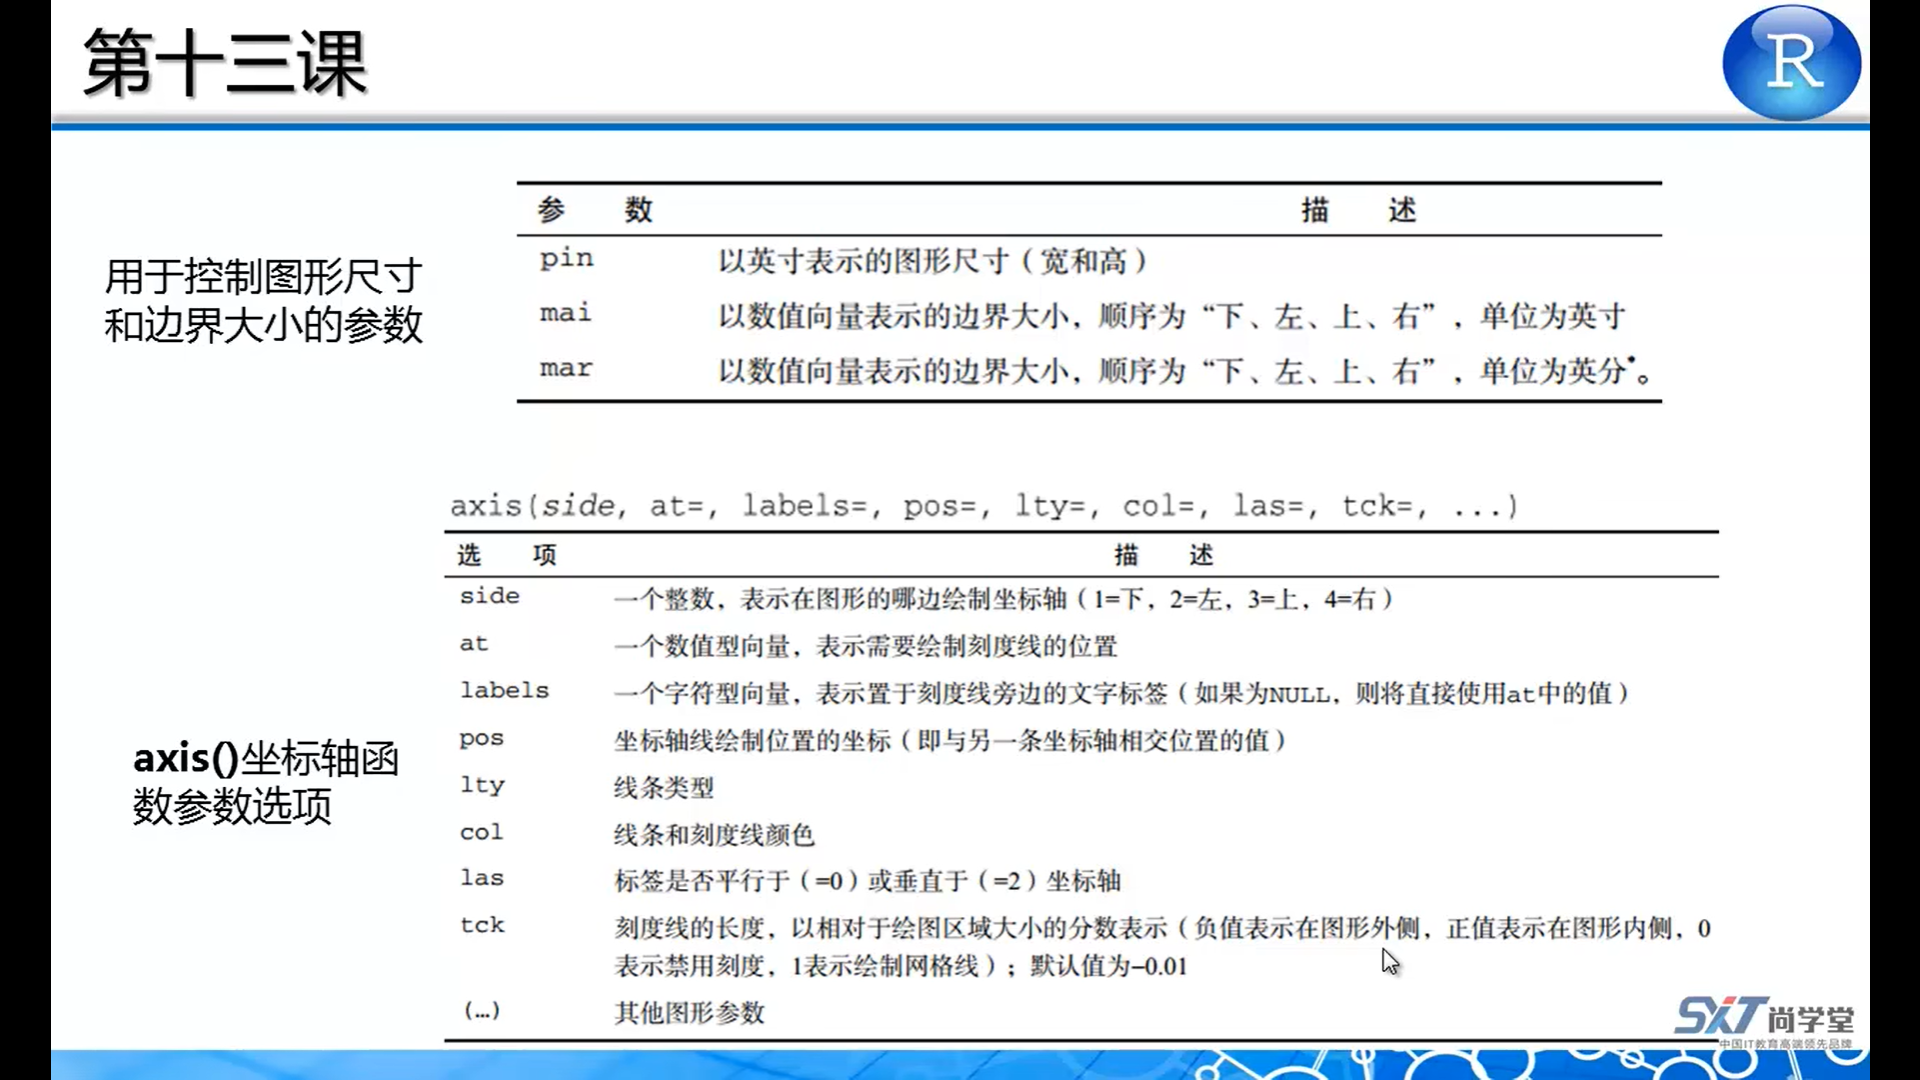 第十三课
R
用于控制图形尺寸
和边界大小的参数
参 数 描 述
pin 以英寸表示的图形尺寸（宽和高）
mai 以数值向量表示的边界大小，顺序为“下、左、上、右”，单位为英寸
mar 以数值向量表示的边界大小，顺序为“下、左、上、右”，单位为英分*。
axis(side, at=, labels=, pos=, lty=, col=, las=, tck=, ...)
选 项 描 述
side 一个整数，表示在图形的哪边绘制坐标轴（1=下，2=左，3=上，4=右）
at 一个数值型向量，表示需要绘制刻度线的位置
labels 一个字符型向量，表示置于刻度线旁边的文字标签（如果为NULL，则将直接使用at中的值）
pos 坐标轴线绘制位置的坐标（即与另一条坐标轴相交位置的值）
lty 线条类型
col 线条和刻度线颜色
las 标签是否平行于（=0）或垂直于（=2）坐标轴
tck 刻度线的长度，以相对于绘图区域大小的分数表示（负值表示在图形外侧，正值表示在图形内侧，0
表示禁用刻度，1表示绘制网格线）；默认值为−0.01
(…) 其他图形参数
axis()坐标轴函
数参数选项
SXT尚学堂
中国IT教育高端领先品牌